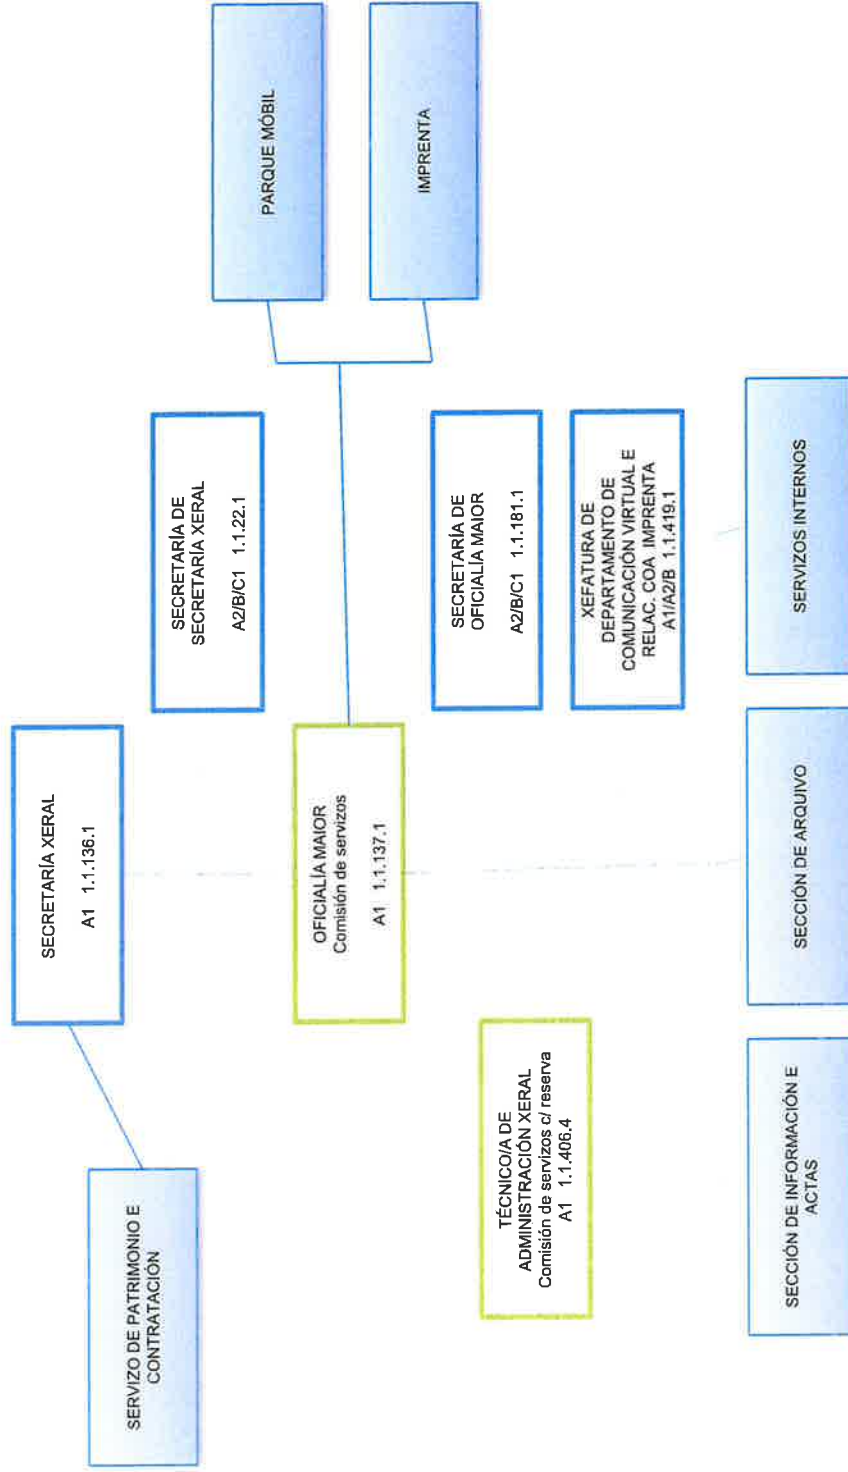 SECRETARÍA XERAL
A1 1.1.136.1
SERVIZO DE PATRIMONIO E
CONTRATACIÓN
SECRETARÍA DE
SECRETARÍA XERAL
A2/B/C1 1.1.22.1
PARQUE MÓBIL
OFICIALÍA MAIOR
Comisión de servizos
A1 1.1.137.1
IMPRENTA
SECRETARÍA DE
OFICIALÍA MAIOR
A2/B/C1 1.1.181.1
TÉCNICO/A DE
ADMINISTRACIÓN XERAL
Comisión de servizos c/ reserva
A1 1.1.406.4
XEFATURA DE
DEPARTAMENTO DE
COMUNICACIÓN VIRTUAL E
RELAC. COA IMPRENTA
A1/A2/B 1.1.419.1
SECCIÓN DE INFORMACIÓN E
ACTAS
SECCIÓN DE ARQUIVO
SERVIZOS INTERNOS